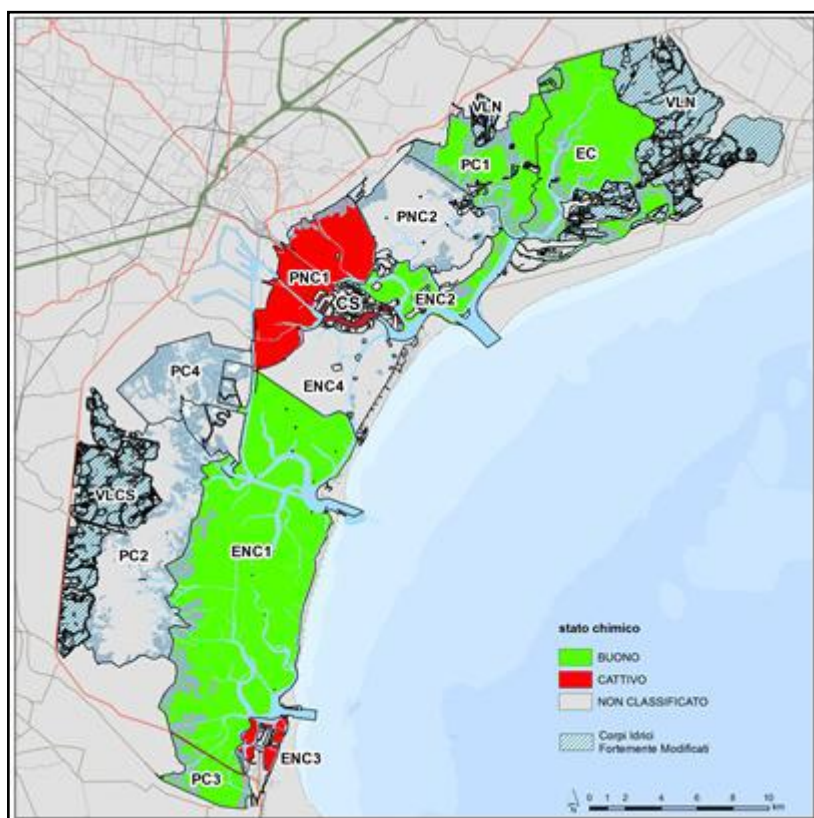 VLN
VLN
PC1
EC
PNC2
PNC1
ENC2
CS
PC4
ENC4
VLCS
PC2
ENC1
ENC3
PC3
stato chimico
BUONO
CATTIVO
NON CLASSIFICATO
Corpi Idrici
Fortemente Modificati
N
0 1 2 4 6 8 10
km